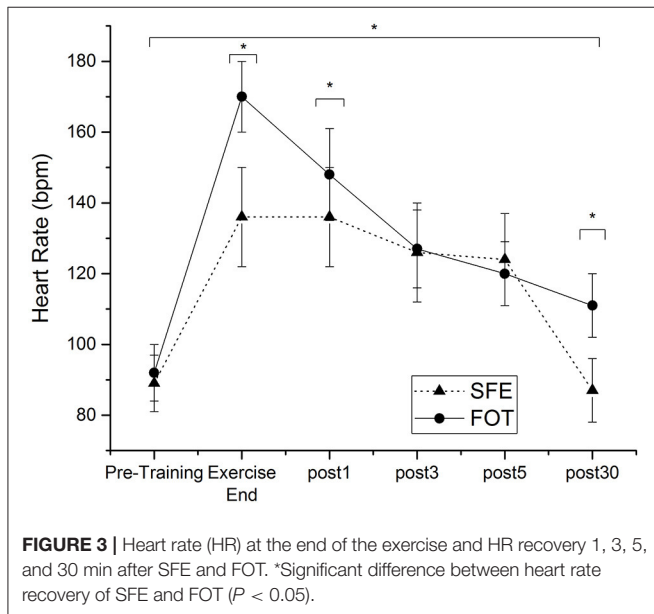 *
180
160
140
120
100
80
Heart Rate (bpm)
*
*
*
SFE
FOT
Pre-Training Exercise End post1 post3 post5 post30
FIGURE 3 | Heart rate (HR) at the end of the exercise and HR recovery 1, 3, 5,
and 30 min after SFE and FOT. *Significant difference between heart rate
recovery of SFE and FOT (P < 0.05).